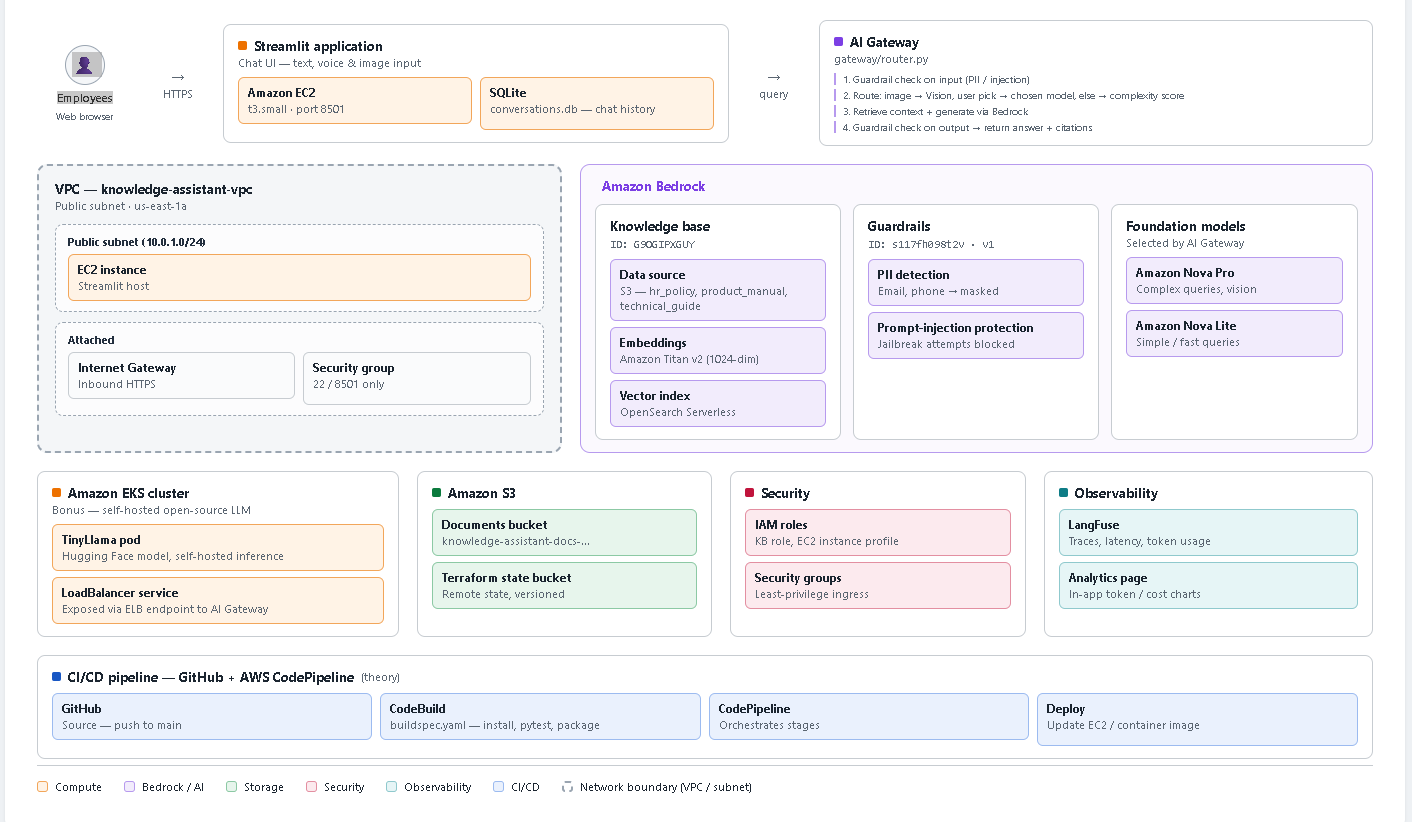 Employees
Web browser
→
HTTPS
Streamlit application
Chat UI — text, voice & image input
Amazon EC2
t3.small · port 8501
SQLite
conversations.db — chat history
→
query
AI Gateway
gateway/router.py
1. Guardrail check on input (PII / injection)
2. Route: image → Vision, user pick → chosen model, else → complexity score
3. Retrieve context + generate via Bedrock
4. Guardrail check on output → return answer + citations
VPC — knowledge-assistant-vpc
Public subnet · us-east-1a
Public subnet (10.0.1.0/24)
EC2 instance
Streamlit host
Attached
Internet Gateway
Inbound HTTPS
Security group
22 / 8501 only
Amazon Bedrock
Knowledge base
ID: G9OGIPXGUY
Data source
S3 — hr_policy, product_manual,
technical_guide
Embeddings
Amazon Titan v2 (1024-dim)
Vector index
OpenSearch Serverless
Guardrails
ID: s117fh098t2v · v1
PII detection
Email, phone → masked
Prompt-injection protection
Jailbreak attempts blocked
Foundation models
Selected by AI Gateway
Amazon Nova Pro
Complex queries, vision
Amazon Nova Lite
Simple / fast queries
Amazon EKS cluster
Bonus — self-hosted open-source LLM
TinyLlama pod
Hugging Face model, self-hosted inference
LoadBalancer service
Exposed via ELB endpoint to AI Gateway
Amazon S3
Documents bucket
knowledge-assistant-docs-...
Terraform state bucket
Remote state, versioned
Security
IAM roles
KB role, EC2 instance profile
Security groups
Least-privilege ingress
Observability
LangFuse
Traces, latency, token usage
Analytics page
In-app token / cost charts
CI/CD pipeline — GitHub + AWS CodePipeline (theory)
GitHub
Source — push to main
CodeBuild
buildspec.yaml — install, pytest, package
CodePipeline
Orchestrates stages
Deploy
Update EC2 / container image
Compute
Bedrock / AI
Storage
Security
Observability
CI/CD
Network boundary (VPC / subnet)